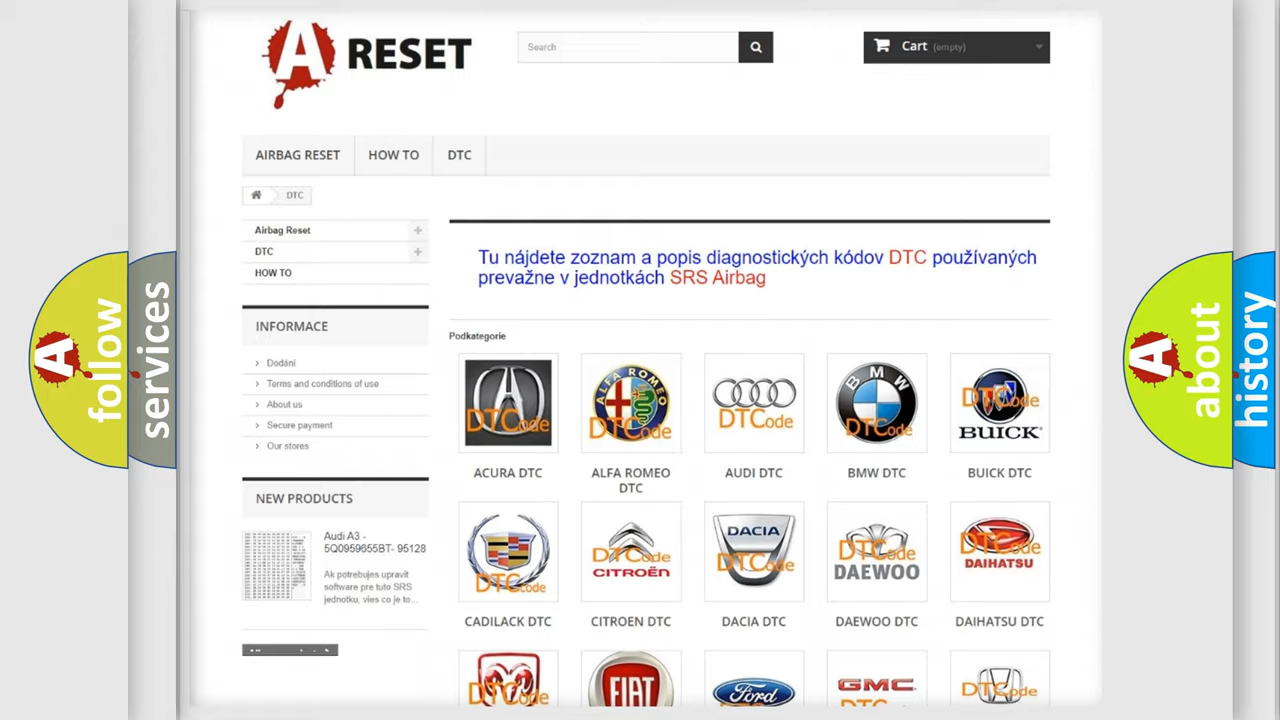 A RESET
Search
Cart (empty)
AIRBAG RESET
HOW TO
DTC
DTC
Airbag Reset
DTC
HOW TO
Tu nájdete zoznam a popis diagnostických kódov DTC používaných
prevažne v jednotkách SRS Airbag
INFORMACE
Dodání
Terms and conditions of use
About us
Secure payment
Our stores
NEW PRODUCTS
Audi A3 -
5Q0959655BT- 95128
Ak potrebujes upravit
software pre tuto SRS
jednotku, vies co je to...
Podkategorie
DTCode
ALFA ROMEO
DTCode
DTCode
BMW
DTCode
DTCode
BUICK
ACURA DTC
ALFA ROMEO
DTC
AUDI DTC
BMW DTC
BUICK DTC
DTCode
DTCode
CITROËN
DACIA
DTCode
DTCode
DAEWOO
DTCode
DAIHATSU
CADILACK DTC
CITROEN DTC
DACIA DTC
DAEWOO DTC
DAIHATSU DTC
DTCode
FIAT
Ford
GMC
DTCode
A follow
services
A about
history